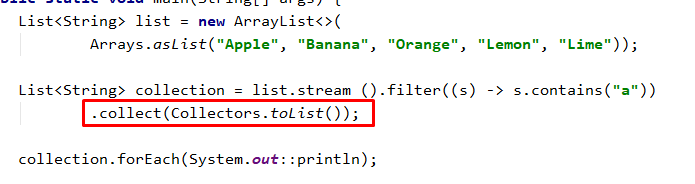 public static void main(String[] args) {
List<String> list = new ArrayList<>(
Arrays.asList("Apple", "Banana", "Orange", "Lemon", "Lime"));
List<String> collection = list.stream ().filter((s) -> s.contains("a"))
.collect(Collectors.toList());
collection.forEach(System.out::println);